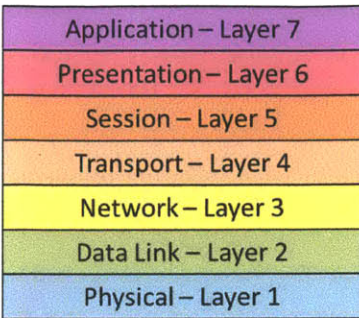 Application – Layer 7
Presentation – Layer 6
Session – Layer 5
Transport – Layer 4
Network – Layer 3
Data Link – Layer 2
Physical – Layer 1